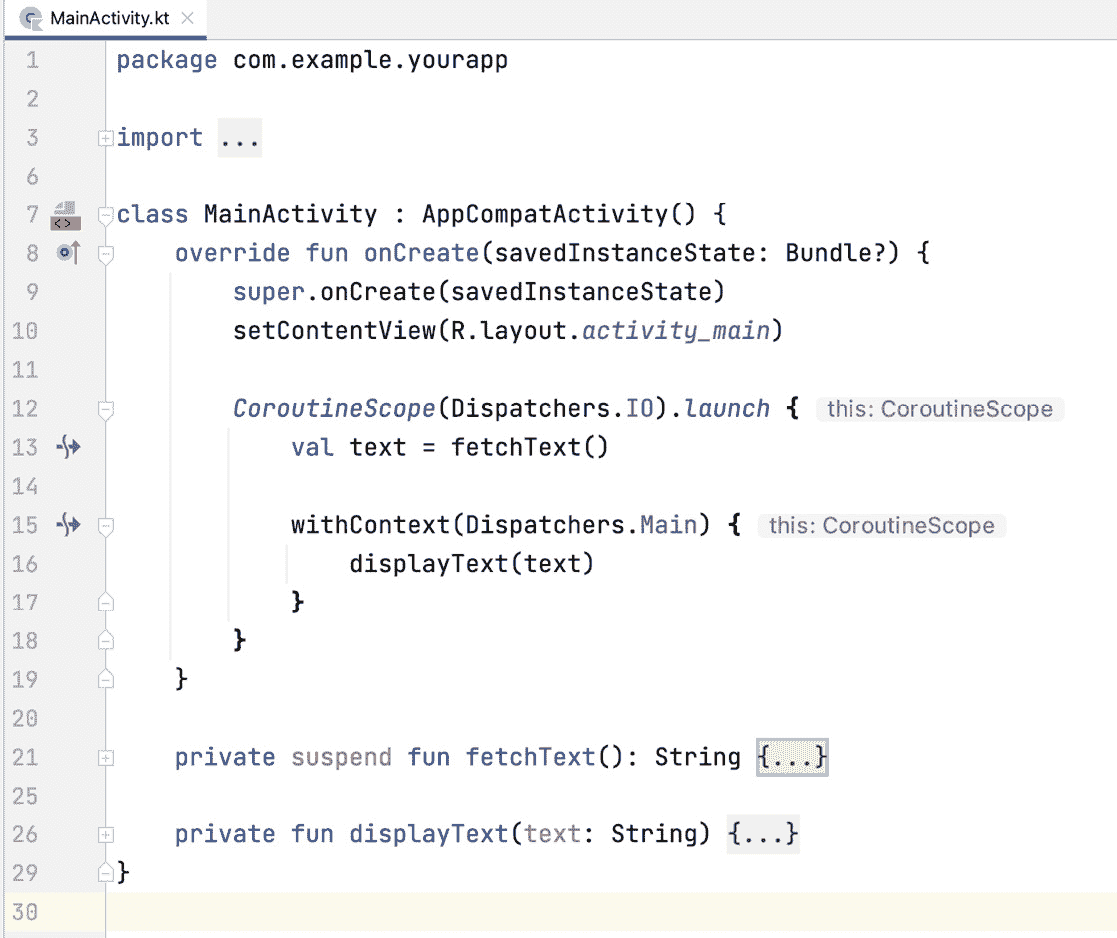 MainActivity.kt
1 package com.example.yourapp
2
3 import ...
6
7 class MainActivity : AppCompatActivity() {
8 override fun onCreate(savedInstanceState: Bundle?) {
9 super.onCreate(savedInstanceState)
10 setContentView(R.layout.activity_main)
11
12 CoroutineScope(Dispatchers.IO).launch { this: CoroutineScope
13 val text = fetchText()
14
15 withContext(Dispatchers.Main) { this: CoroutineScope
16 displayText(text)
17 }
18 }
19 }
20
21 private suspend fun fetchText(): String {...}
25
26 private fun displayText(text: String) {...}
29 }
30